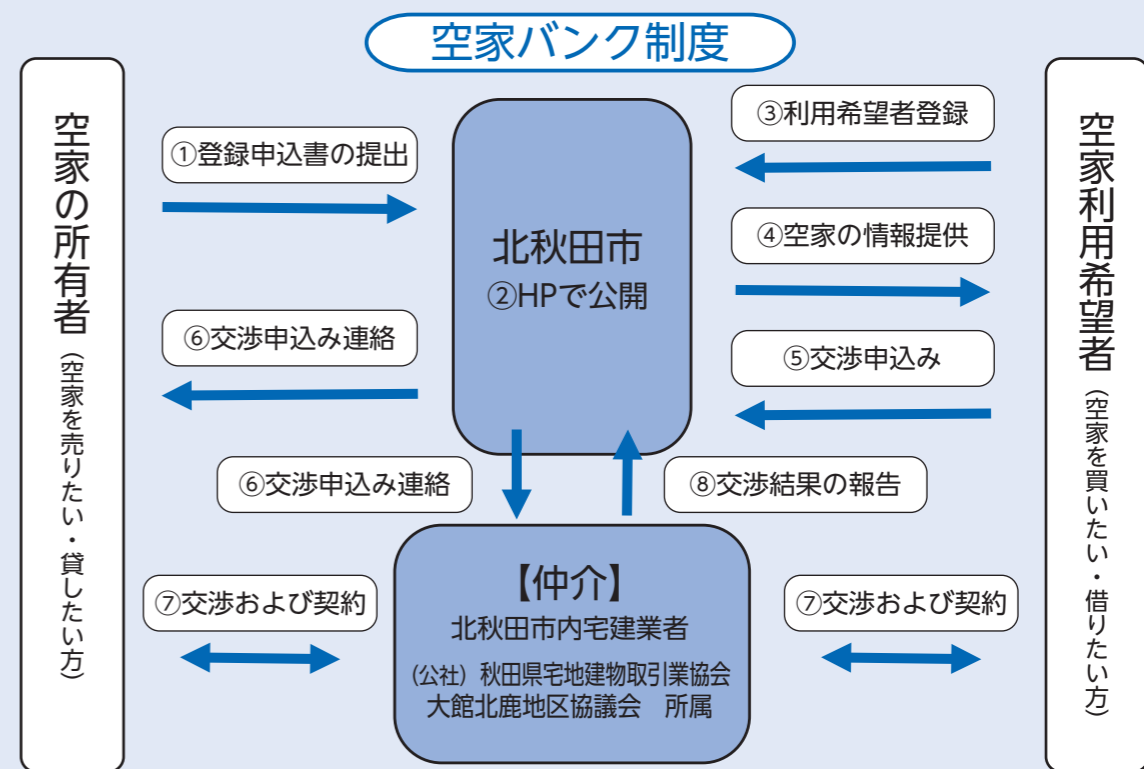 空家バンク制度
空家の所有者(空家を売りたい・貸したい方)
①登録申込書の提出
⑥交渉申込み連絡
北秋田市
②HPで公開
③利用希望者登録
④空家の情報提供
⑤交渉申込み
空家利用希望者(空家を買いたい・借りたい方)
⑥交渉申込み連絡
⑧交渉結果の報告
⑦交渉および契約
【仲介】
北秋田市内宅建業者
(公社)秋田県宅地建物取引業協会
大館北鹿地区協議会 所属
⑦交渉および契約